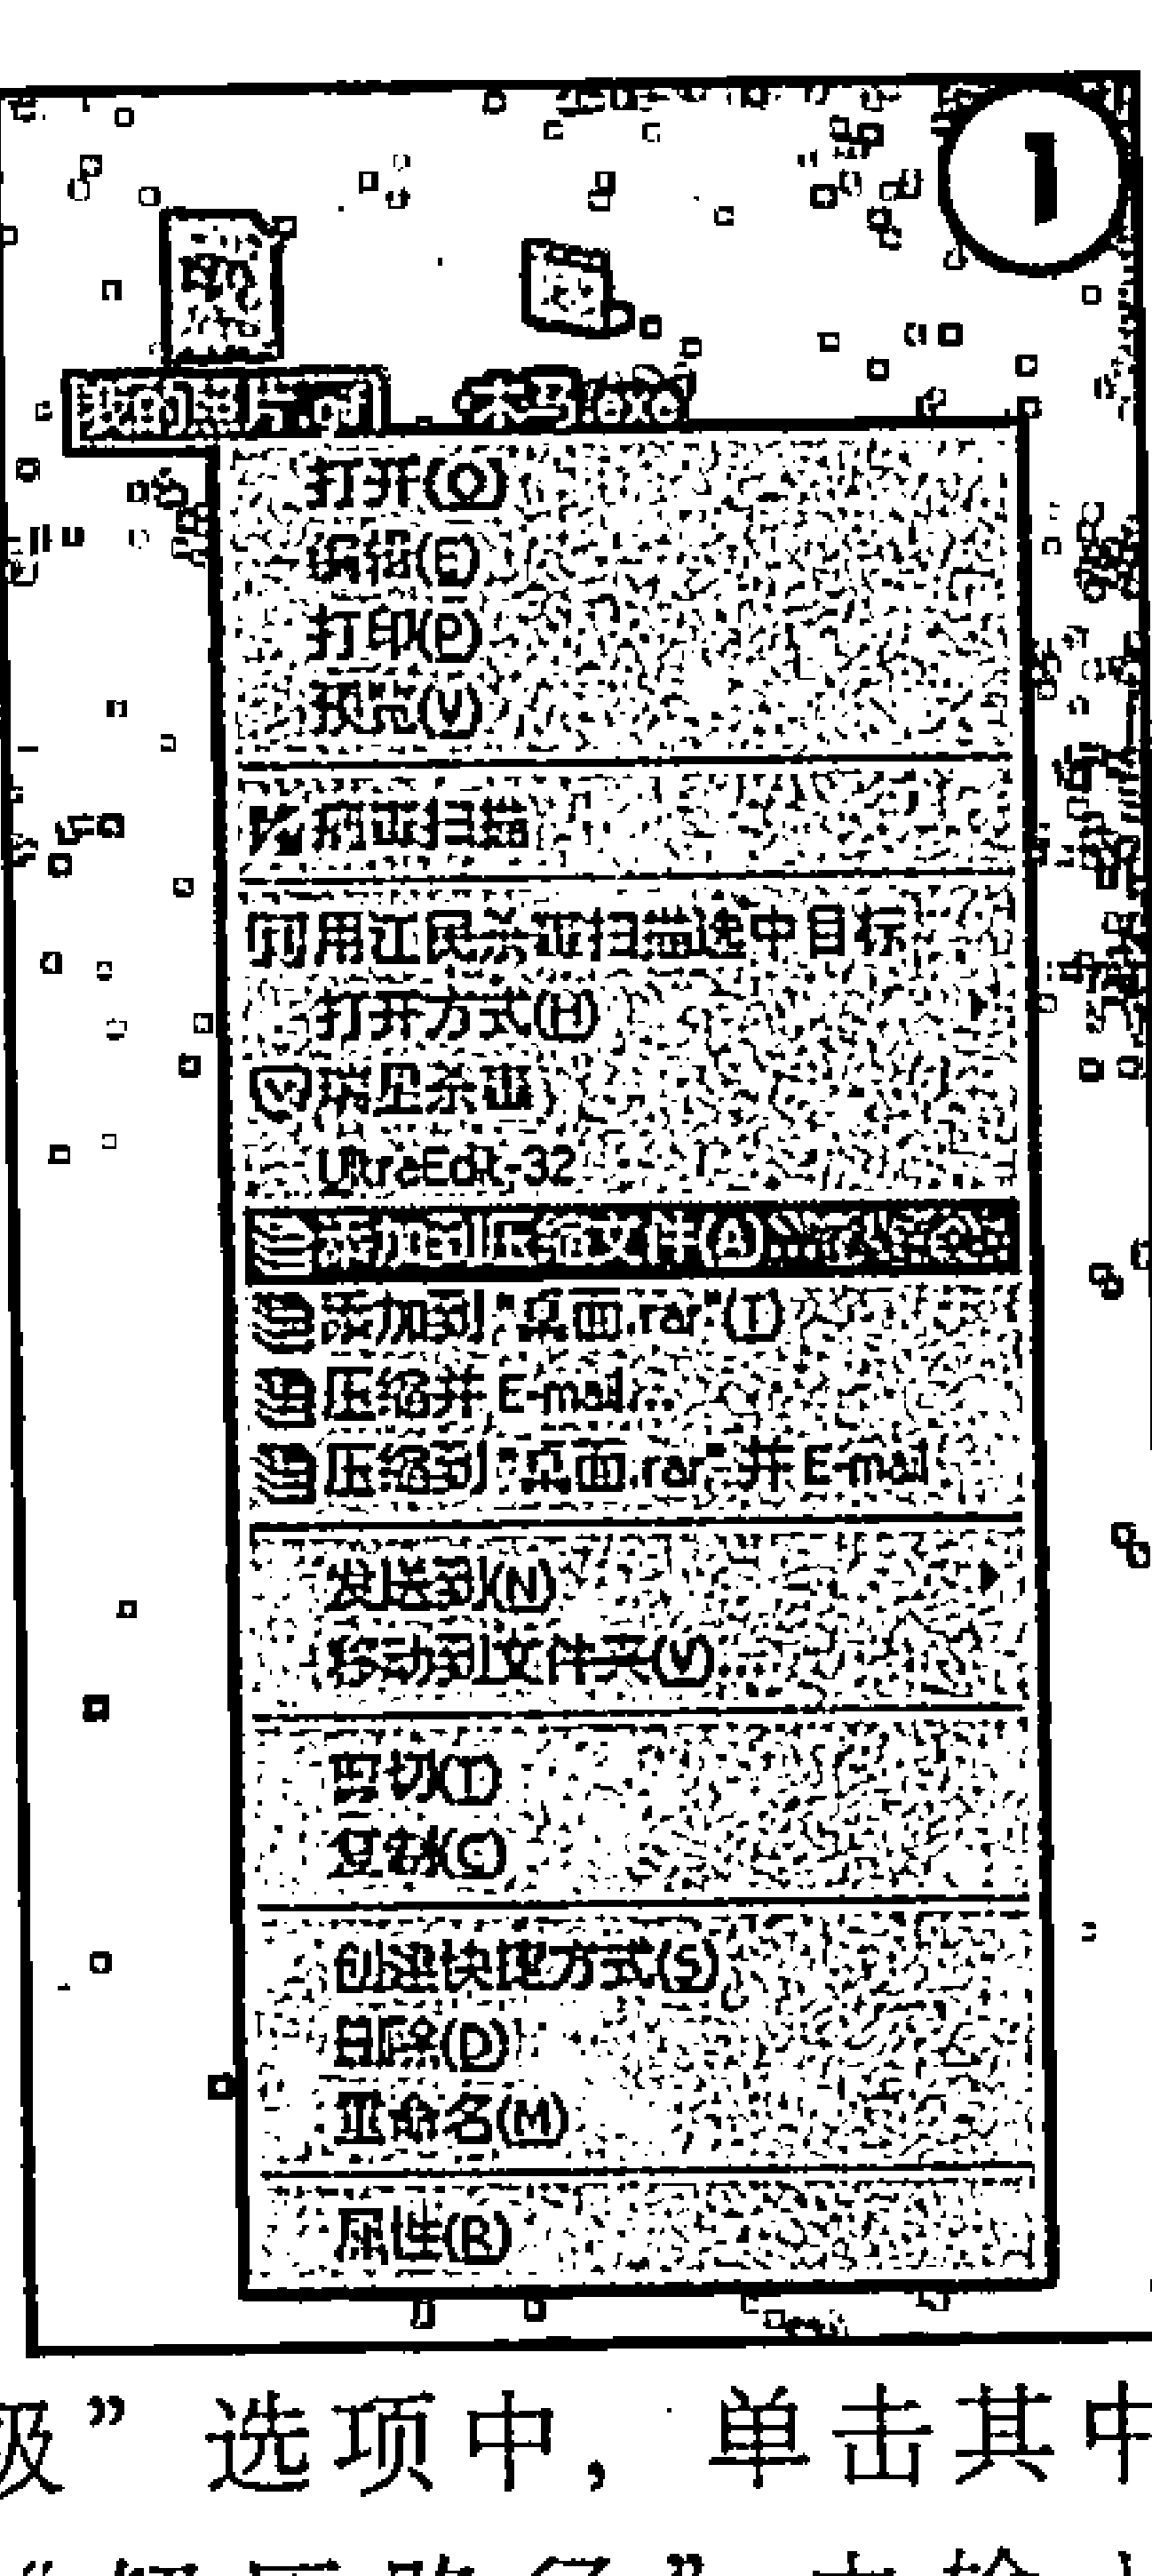 1
我的照片.gif 木马.exe
打开(O)
编辑(E)
打印(P)
预览(V)
病毒扫描
用江民杀毒扫描选中目标
打开方式(H)
瑞星杀毒
UltraEdit-32
添加到压缩文件(A)...
添加到 "桌面.rar"(T)
压缩并 E-mail...
压缩到 "桌面.rar" 并 E-mail
发送到(N)
移动到文件夹(V)
剪切(T)
复制(C)
创建快捷方式(S)
删除(D)
重命名(M)
属性(R)
级” 选项中，单击其中